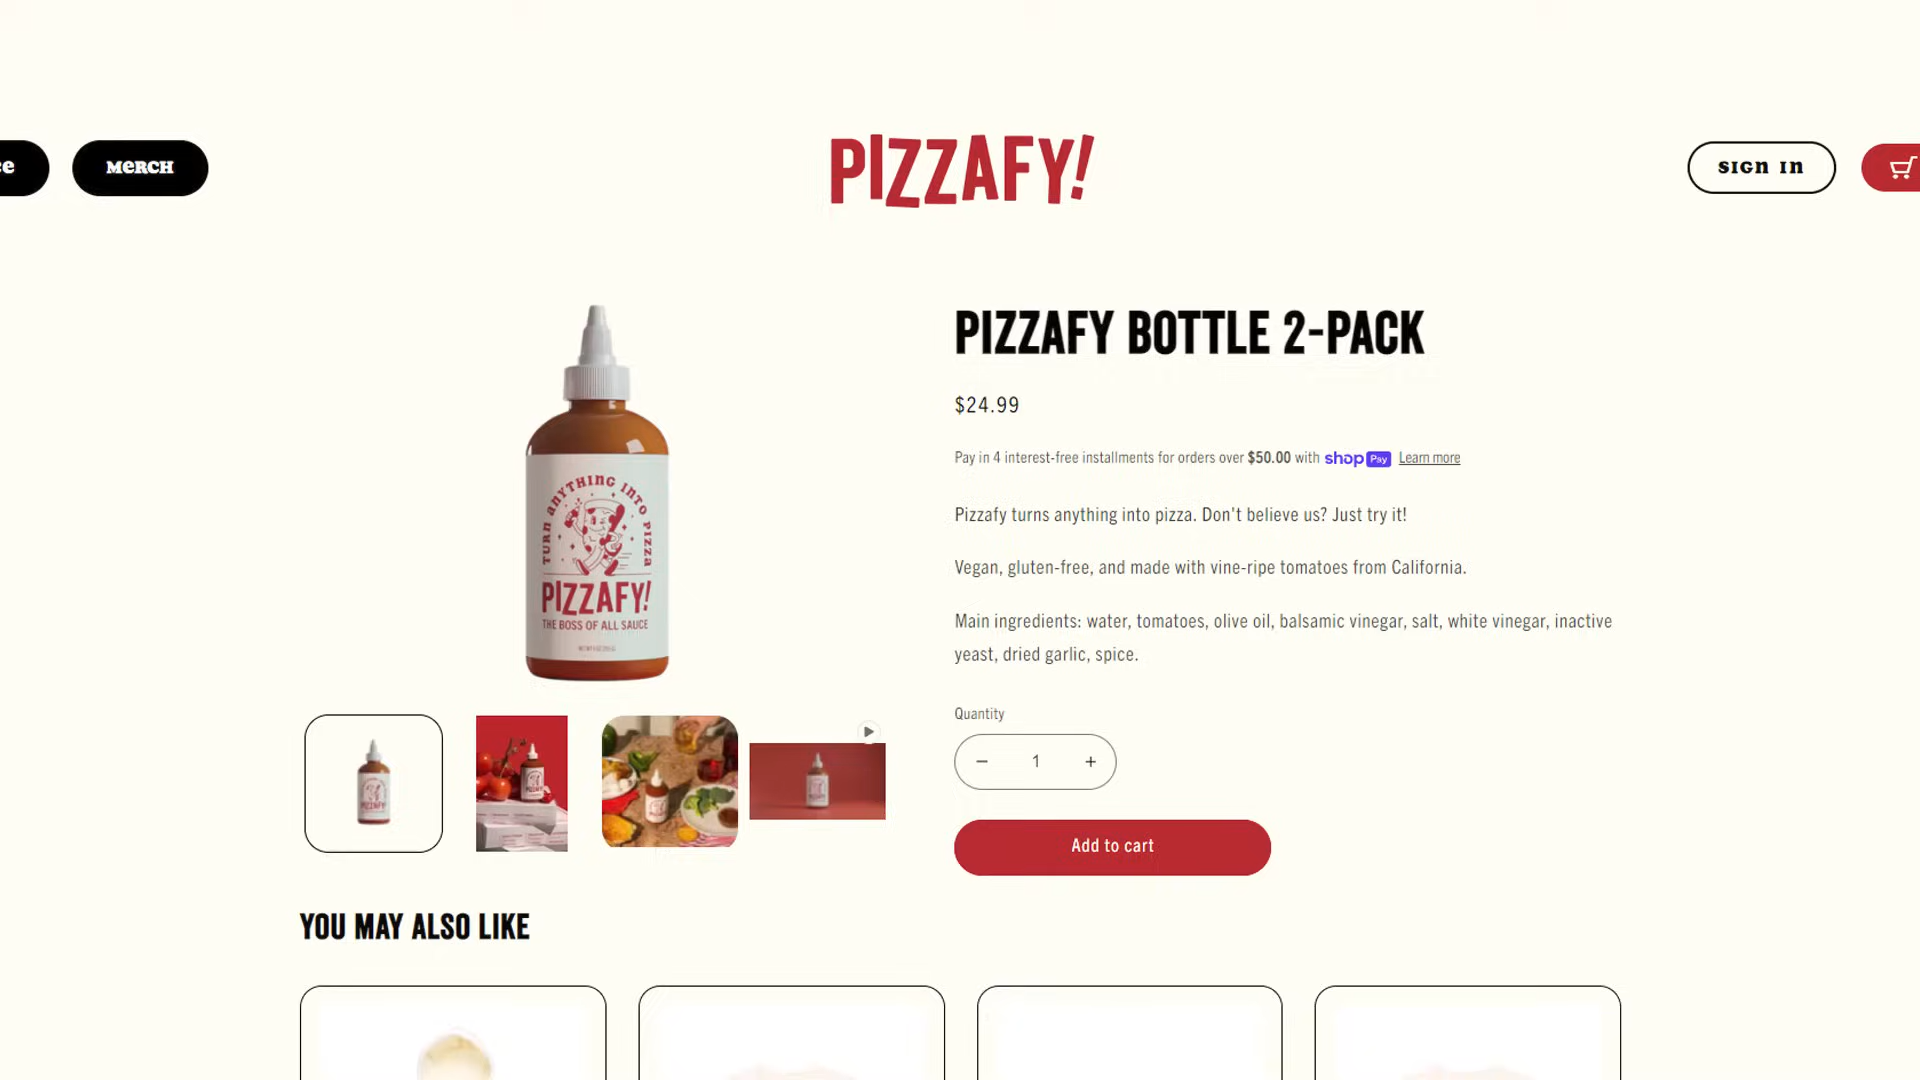 MERCH
PIZZAFY!
SIGN IN
PIZZAFY BOTTLE 2-PACK
$24.99
Pay in 4 interest-free installments for orders over $50.00 with shop Pay Learn more
Pizzafy turns anything into pizza. Don't believe us? Just try it!
Vegan, gluten-free, and made with vine-ripe tomatoes from California.
Main ingredients: water, tomatoes, olive oil, balsamic vinegar, salt, white vinegar, inactive
yeast, dried garlic, spice.
Quantity
− 1 +
Add to cart
TURN ANYTHING INTO PIZZA
PIZZAFY!
THE BOSS OF ALL SAUCE
YOU MAY ALSO LIKE